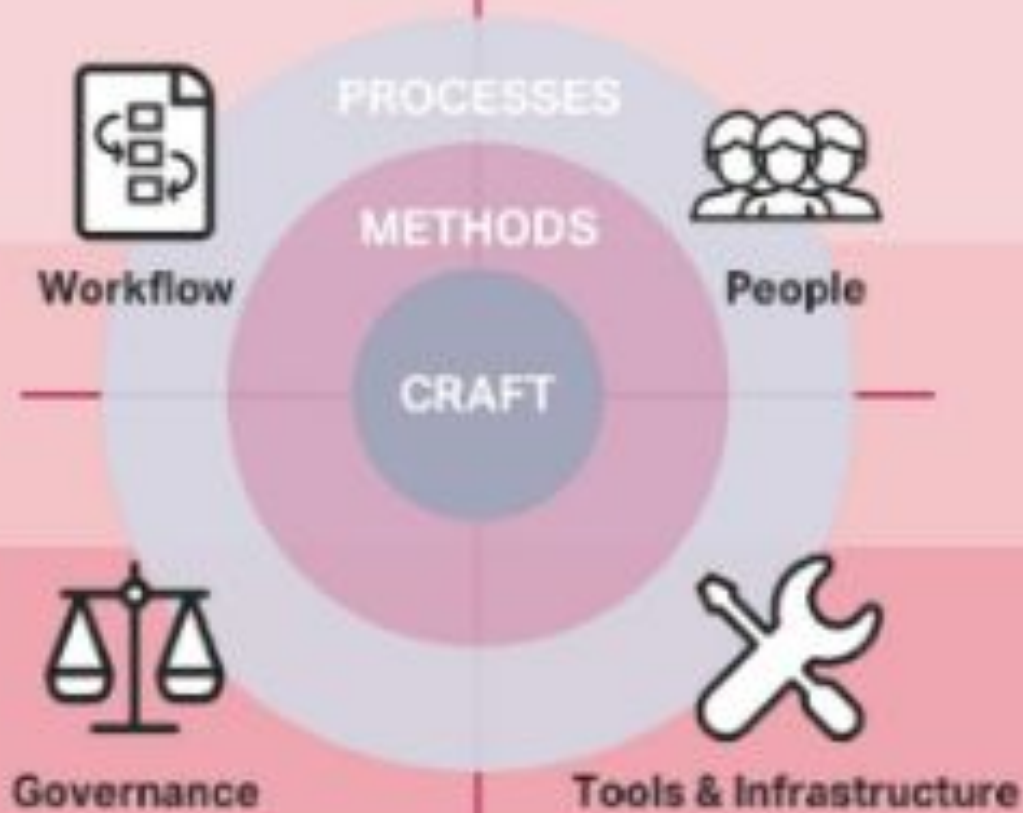 PROCESSES
METHODS
Workflow
People
CRAFT
Governance
Tools & Infrastructure